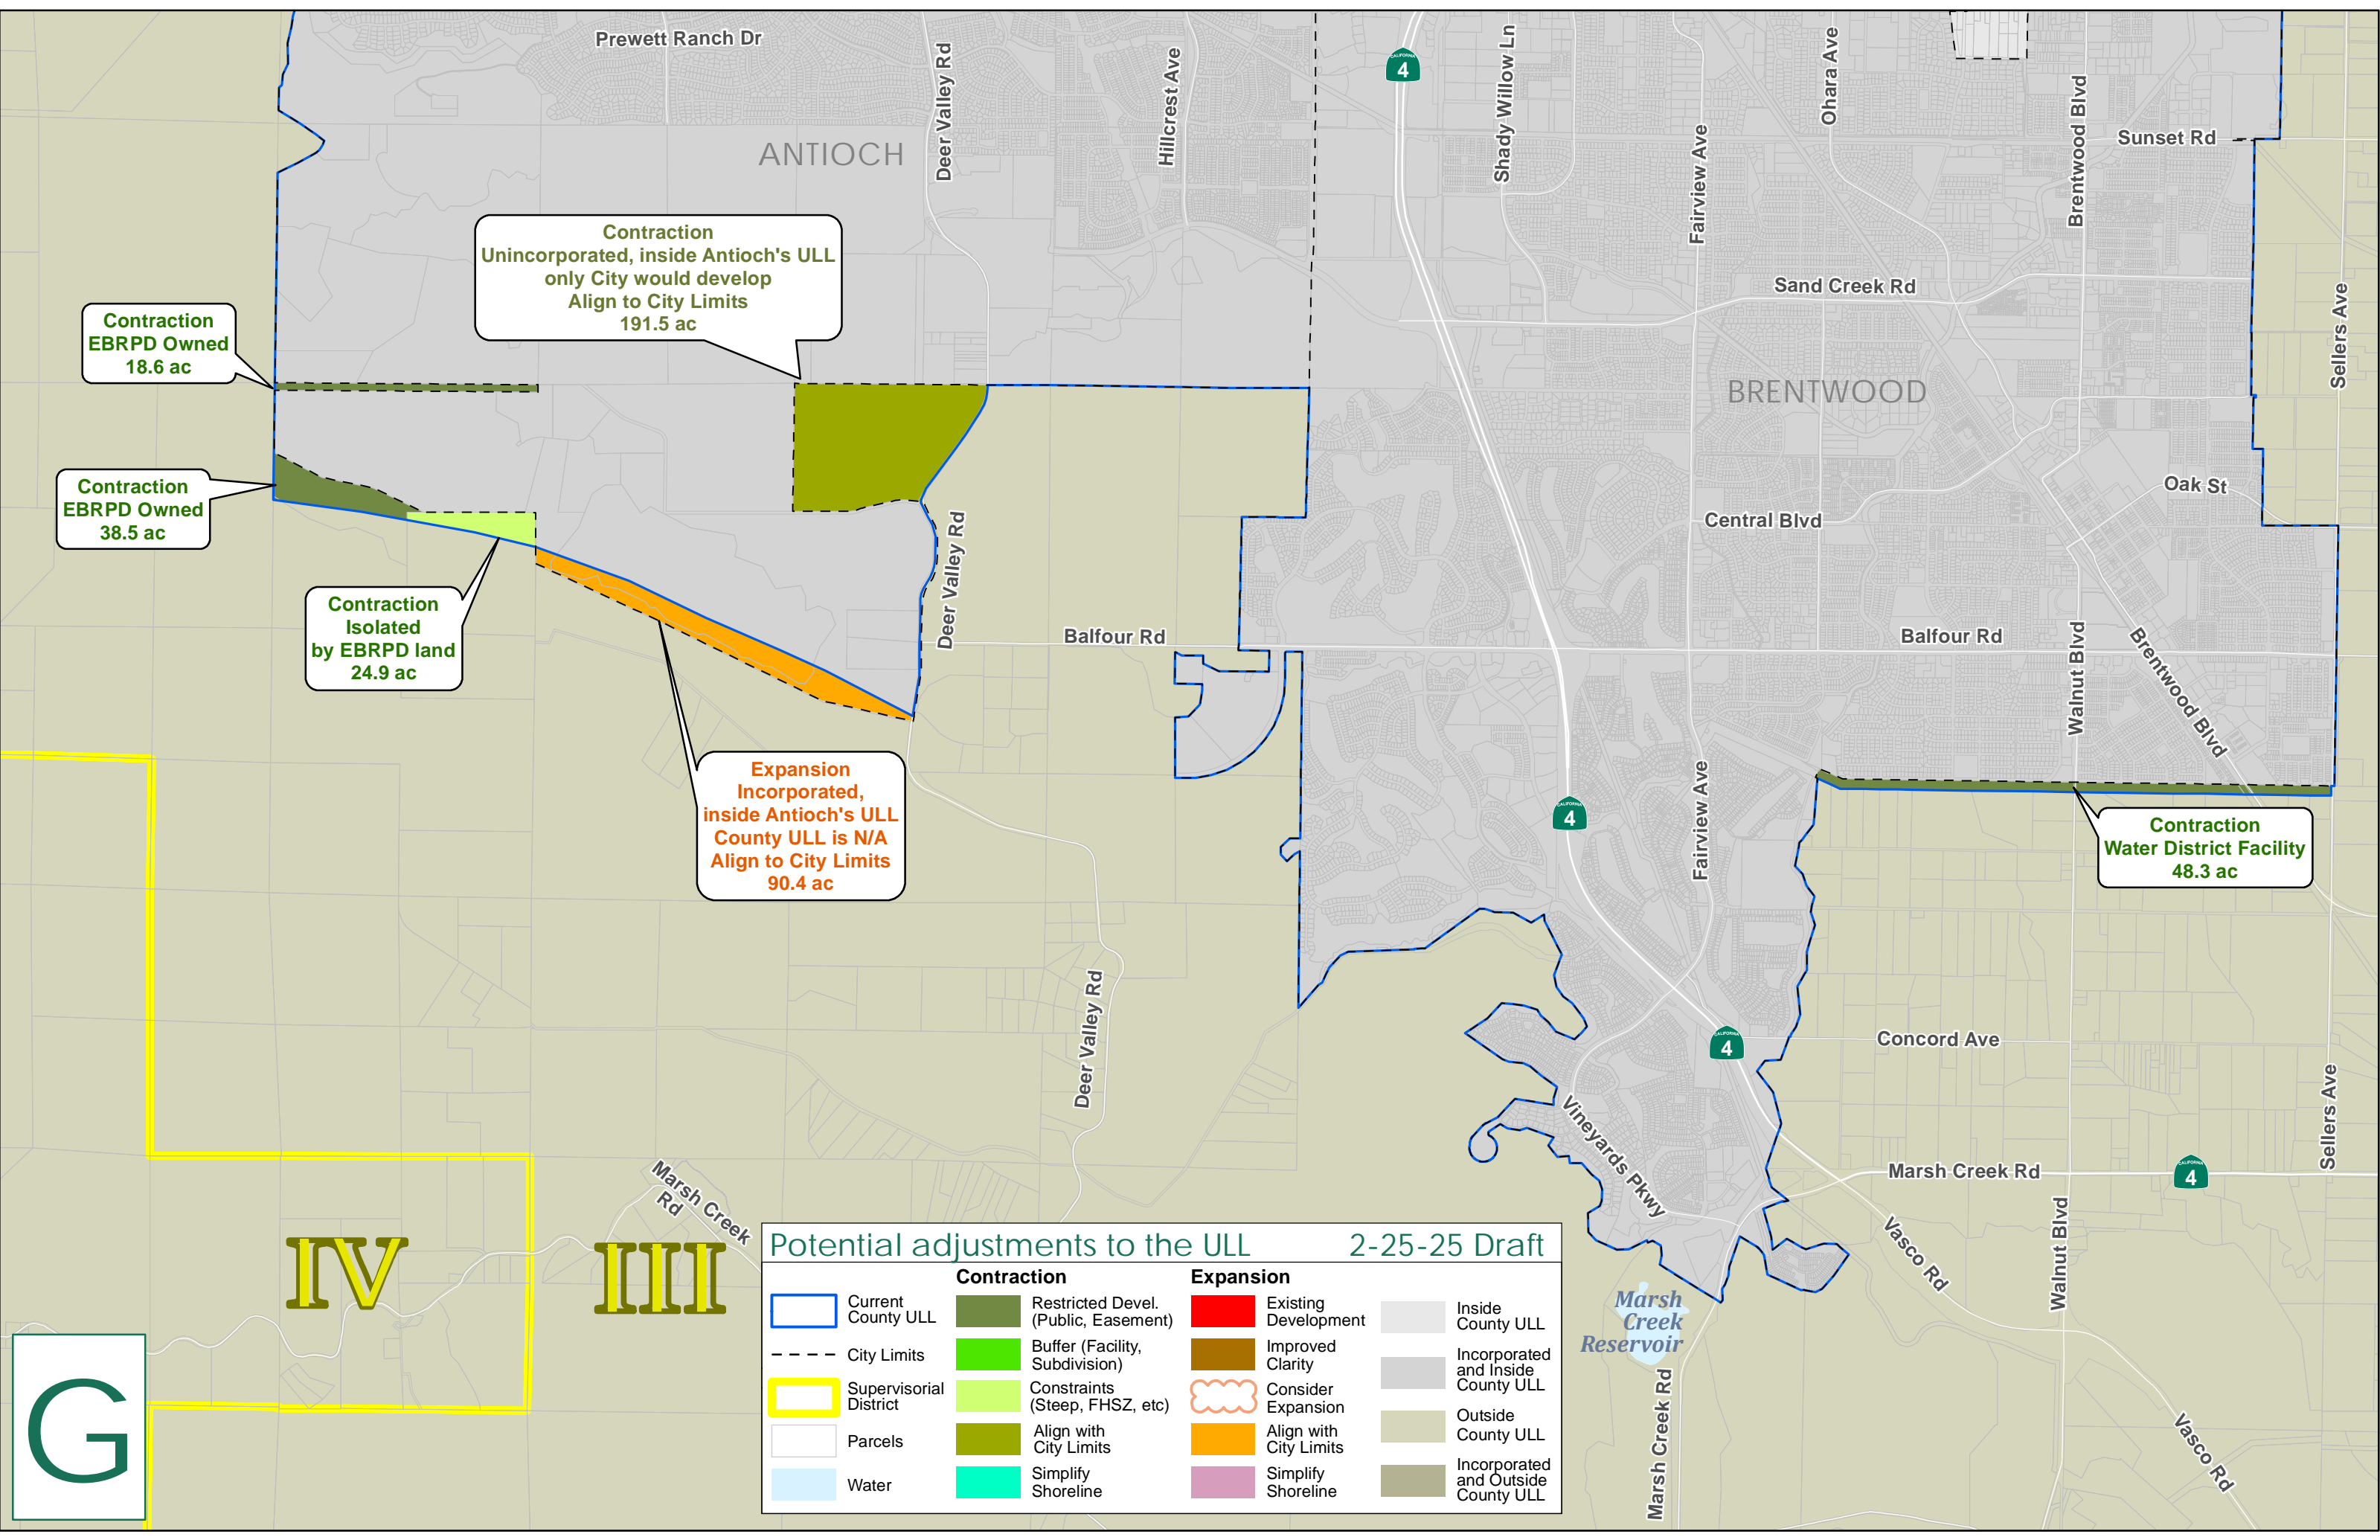 Prewett Ranch Dr
Deer Valley Rd
Hillcrest Ave
CALIFORNIA
4
Shady Willow Ln
Fairview Ave
Ohara Ave
Brentwood Blvd
Sunset Rd
ANTIOCH
Contraction
Unincorporated, inside Antioch's ULL
only City would develop
Align to City Limits
191.5 ac
Sand Creek Rd
Sellers Ave
Contraction
EBRPD Owned
18.6 ac
BRENTWOOD
Contraction
EBRPD Owned
38.5 ac
Oak St
Central Blvd
Deer Valley Rd
Contraction
Isolated
by EBRPD land
24.9 ac
Balfour Rd
Balfour Rd
Walnut Blvd
Brentwood Blvd
Expansion
Incorporated,
inside Antioch's ULL
County ULL is N/A
Align to City Limits
90.4 ac
CALIFORNIA
4
Fairview Ave
Contraction
Water District Facility
48.3 ac
Deer Valley Rd
CALIFORNIA
4
Concord Ave
Sellers Ave
Vineyards Pkwy
Marsh Creek Rd
CALIFORNIA
4
Marsh Creek
Rd
Vasco Rd
Walnut Blvd
IV
III
Marsh
Creek
Reservoir
Marsh Creek Rd
Vasco Rd
G
Potential adjustments to the ULL 2-25-25 Draft
Current
County ULL
City Limits
Supervisorial
District
Parcels
Water
Contraction
Restricted Devel.
(Public, Easement)
Buffer (Facility,
Subdivision)
Constraints
(Steep, FHSZ, etc)
Align with
City Limits
Simplify
Shoreline
Expansion
Existing
Development
Improved
Clarity
Consider
Expansion
Align with
City Limits
Simplify
Shoreline
Inside
County ULL
Incorporated
and Inside
County ULL
Outside
County ULL
Incorporated
and Outside
County ULL